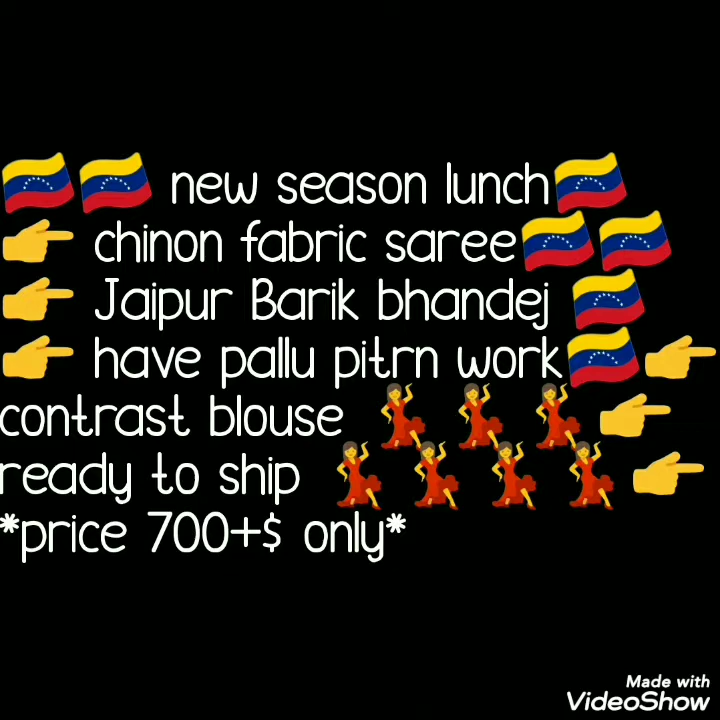 🇻🇪🇻🇪 new season lunch🇻🇪
👉 chinon fabric saree🇻🇪🇻🇪
👉 Jaipur Barik bhandej 🇻🇪
👉 have pallu pitrn work🇻🇪👉
contrast blouse 💃 💃 💃 👉
ready to ship 💃 💃 💃 💃 👉
*price 700+$ only*
Made with
VideoShow